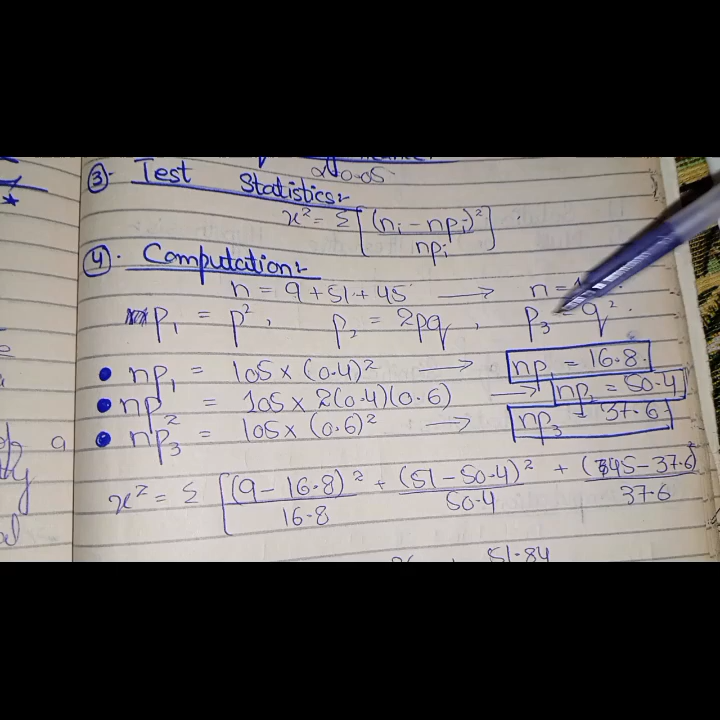 α 0.05
③ Test Statistics:-
x² = Σ [(nᵢ - npᵢ)² / npᵢ]
④ Computation:-
n = 9+51+45 → n =
p₁ = p², p₂ = 2pq, p₃ = q².
• np₁ = 105 × (0.4)² → np₁ = 16.8.
• np₂ = 105 × 2(0.4)(0.6) → np₂ = 50.4
• np₃ = 105 × (0.6)² → np₃ = 37.6
x² = Σ [(9 - 16.8)² / 16.8 + (51 - 50.4)² / 50.4 + (45 - 37.6)² / 37.6
51.84